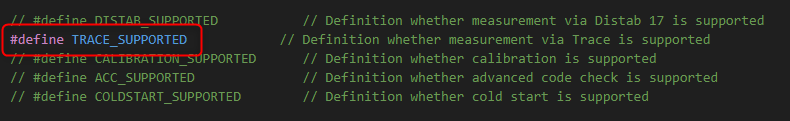 // #define DISTAB_SUPPORTED // Definition whether measurement via Distab 17 is supported
#define TRACE_SUPPORTED // Definition whether measurement via Trace is supported
// #define CALIBRATION_SUPPORTED // Definition whether calibration is supported
// #define ACC_SUPPORTED // Definition whether advanced code check is supported
// #define COLDSTART_SUPPORTED // Definition whether cold start is supported